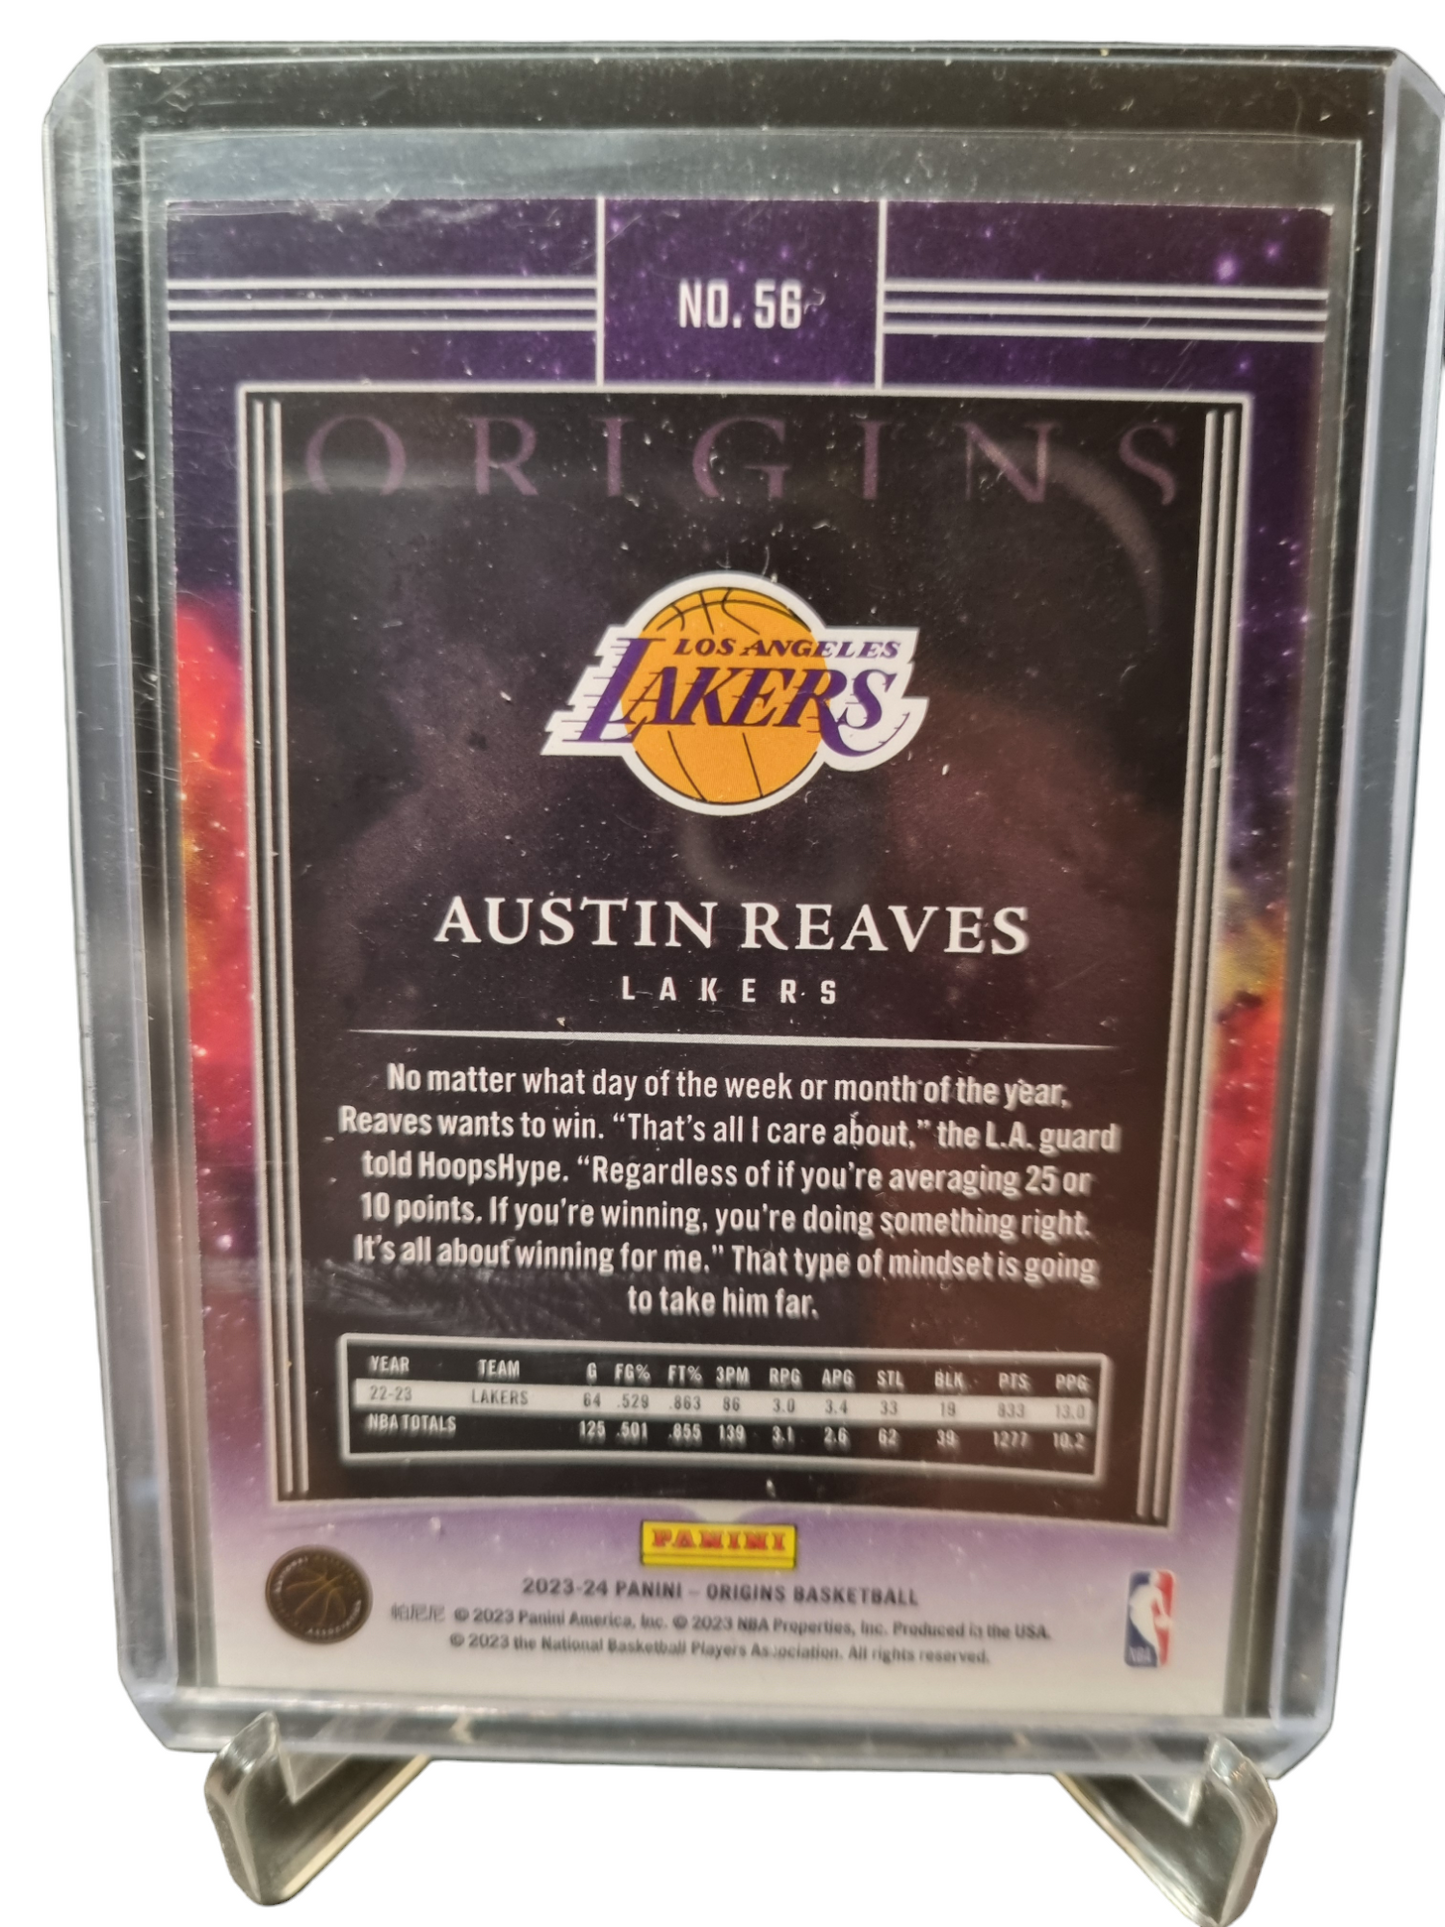 NO. 56
ORIGINS
LOS ANGELES
LAKERS
AUSTIN REAVES
LAKERS
No matter what day of the week or month of the year,
Reaves wants to win. “That’s all I care about,” the L.A. guard
told HoopsHype. “Regardless of if you’re averaging 25 or
10 points. If you’re winning, you’re doing something right.
It’s all about winning for me.” That type of mindset is going
to take him far.
YEAR TEAM G FG% FT% 3PM RPG APG STL BLK PTS PPG
22-23 LAKERS 64 .529 .863 86 3.0 3.4 33 19 833 13.0
NBA TOTALS 125 .501 .855 139 3.1 2.6 62 39 1277 10.2
PANINI
2023-24 PANINI – ORIGINS BASKETBALL
帕尼尼 © 2023 Panini America, Inc. © 2023 NBA Properties, Inc. Produced in the USA.
© 2023 the National Basketball Players Association. All rights reserved.
NBA